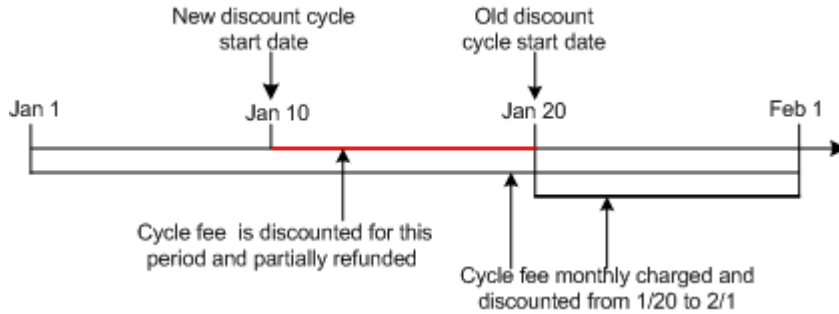 New discount cycle
start date
Old discount
cycle start date
Jan 1
Jan 10
Jan 20
Feb 1
Cycle fee is discounted for this
period and partially refunded
Cycle fee monthly charged and
discounted from 1/20 to 2/1